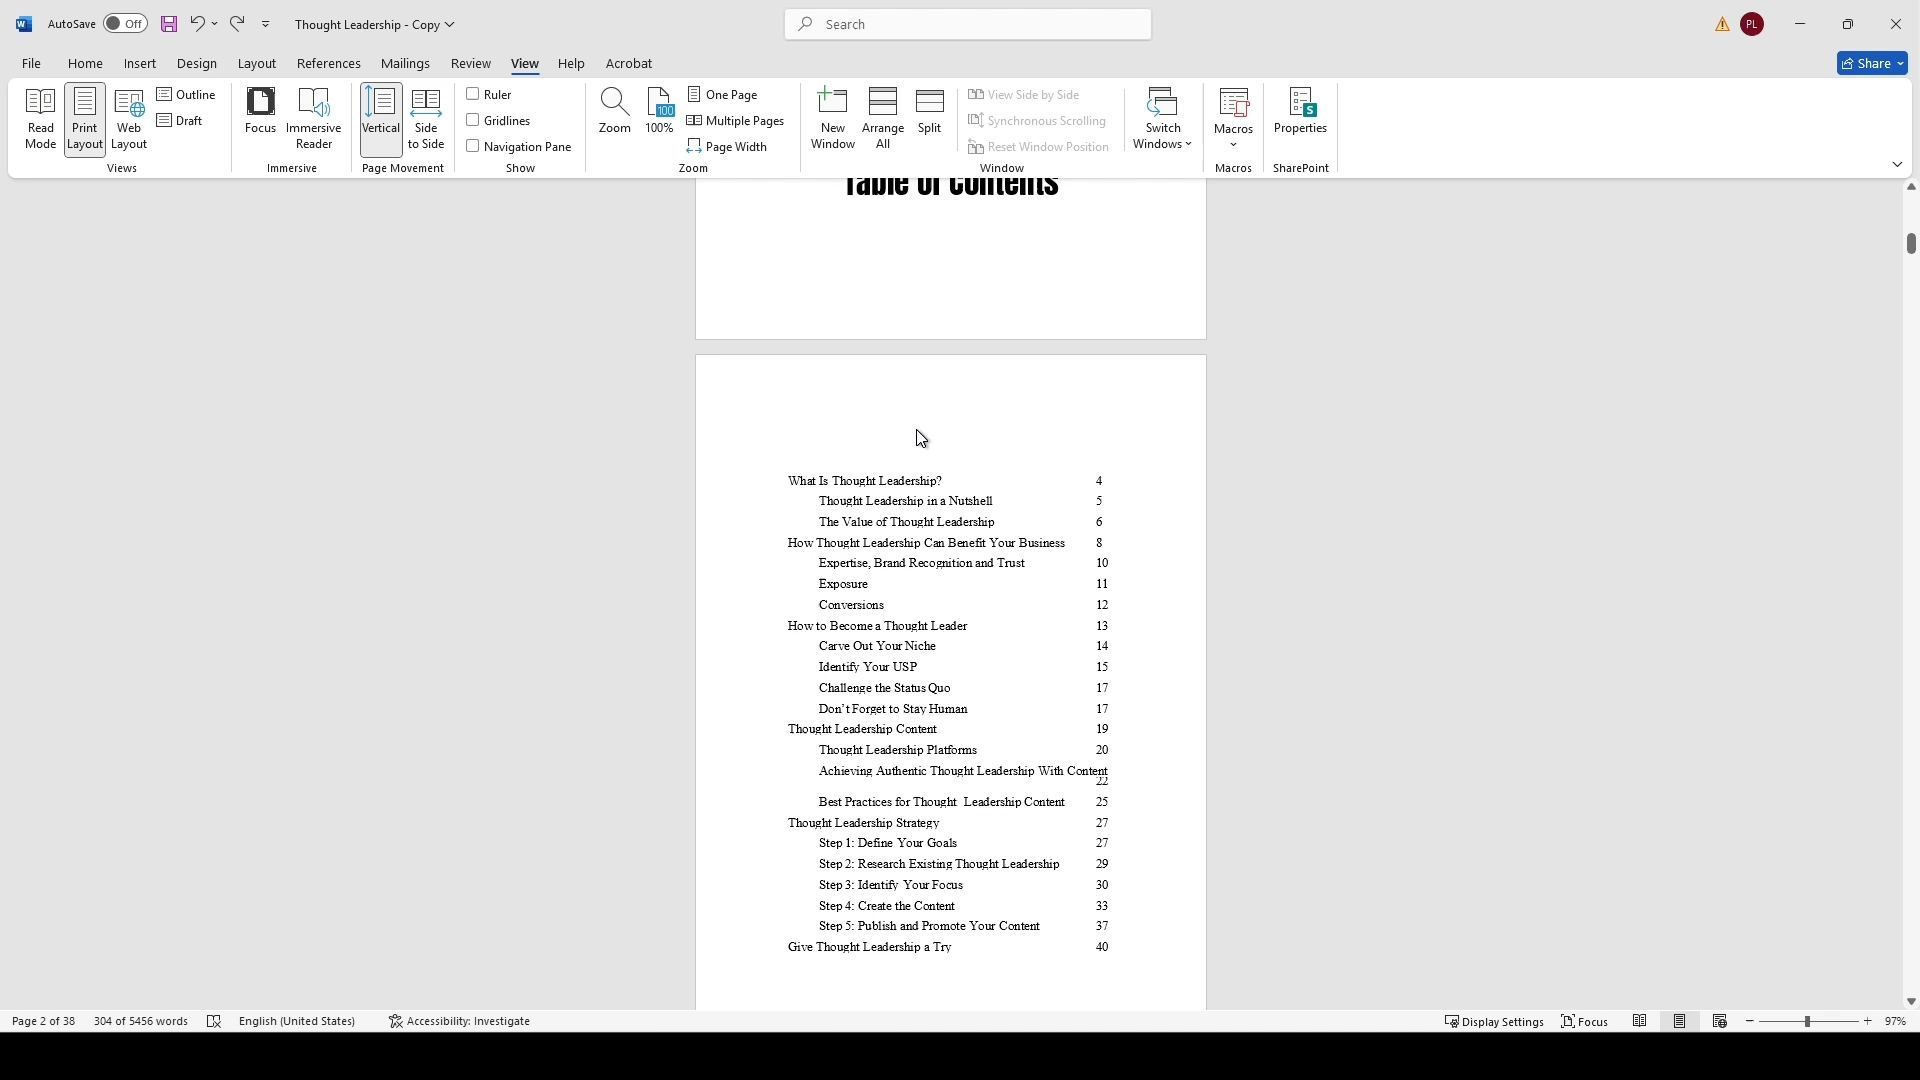 AutoSave Off Thought Leadership - Copy Search PL
File Home Insert Design Layout References Mailings Review View Help Acrobat Share
Read Mode
Print Layout
Web Layout
Outline
Draft
Views
Focus
Immersive Reader
Immersive
Vertical
Side to Side
Page Movement
Ruler
Gridlines
Navigation Pane
Show
Zoom
100
100%
One Page
Multiple Pages
Page Width
Zoom
New Window
Arrange All
Split
View Side by Side
Synchronous Scrolling
Reset Window Position
Window
Switch Windows
Macros
Macros
S
Properties
SharePoint
Table of Contents
What Is Thought Leadership? 4
Thought Leadership in a Nutshell 5
The Value of Thought Leadership 6
How Thought Leadership Can Benefit Your Business 8
Expertise, Brand Recognition and Trust 10
Exposure 11
Conversions 12
How to Become a Thought Leader 13
Carve Out Your Niche 14
Identify Your USP 15
Challenge the Status Quo 17
Don’t Forget to Stay Human 17
Thought Leadership Content 19
Thought Leadership Platforms 20
Achieving Authentic Thought Leadership With Content
22
Best Practices for Thought Leadership Content 25
Thought Leadership Strategy 27
Step 1: Define Your Goals 27
Step 2: Research Existing Thought Leadership 29
Step 3: Identify Your Focus 30
Step 4: Create the Content 33
Step 5: Publish and Promote Your Content 37
Give Thought Leadership a Try 40
Page 2 of 38 304 of 5456 words English (United States) Accessibility: Investigate Display Settings Focus 97%